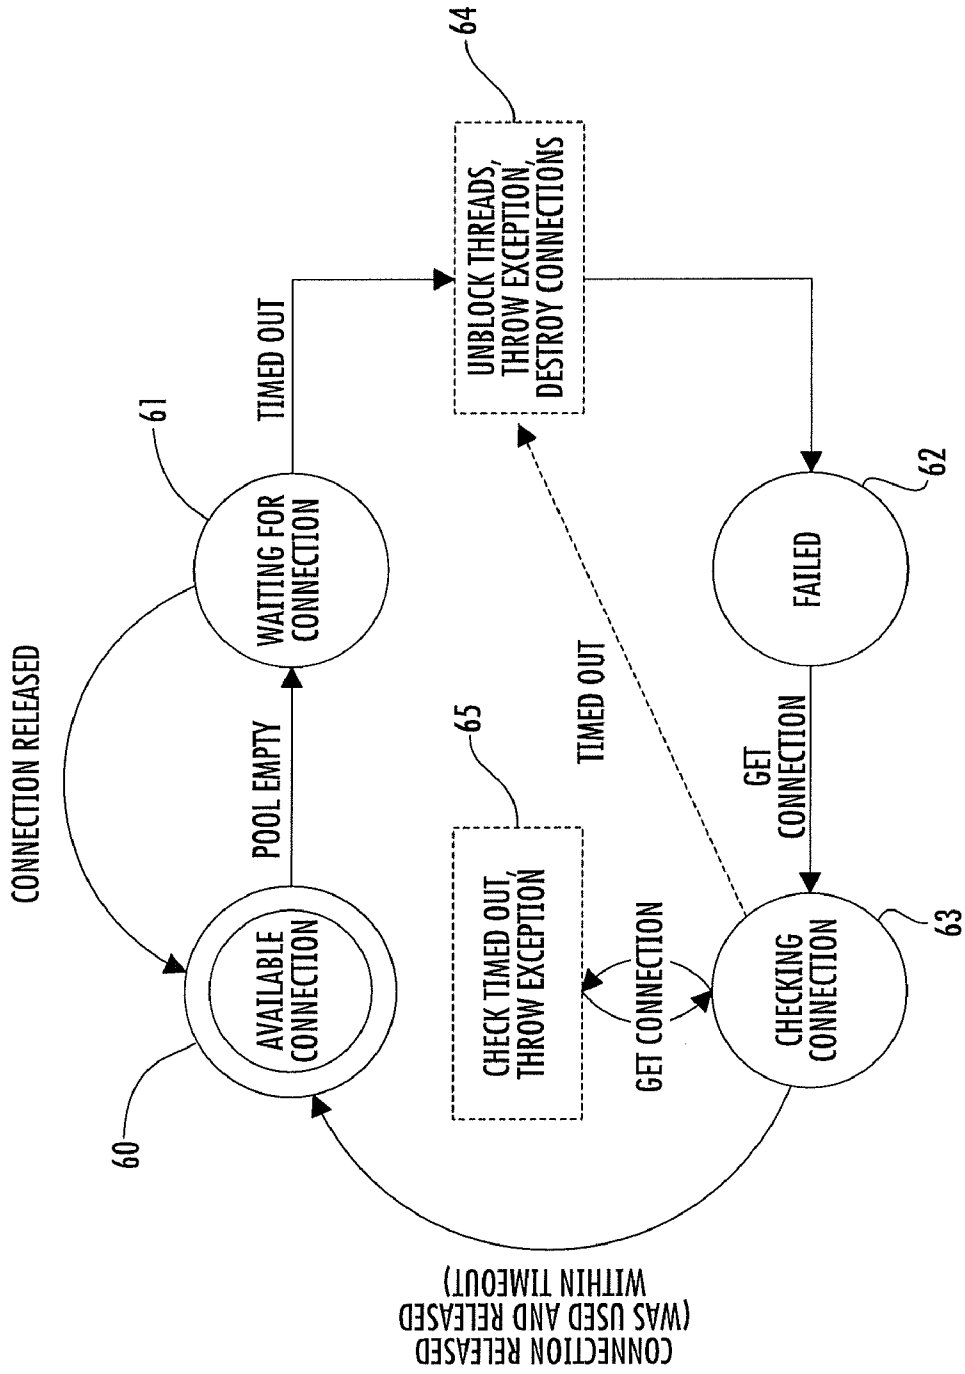 CONNECTION RELEASED
60
AVAILABLE
CONNECTION
POOL EMPTY
61
WAITING FOR
CONNECTION
TIMED OUT
64
UNBLOCK THREADS,
THROW EXCEPTION,
DESTROY CONNECTIONS
65
CHECK TIMED OUT,
THROW EXCEPTION
TIMED OUT
GET CONNECTION
CONNECTION RELEASED
(WAS USED AND RELEASED
WITHIN TIMEOUT)
CHECKING
CONNECTION
63
GET
CONNECTION
FAILED
62